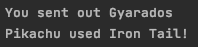 You sent out Gyarados
Pikachu used Iron Tail!